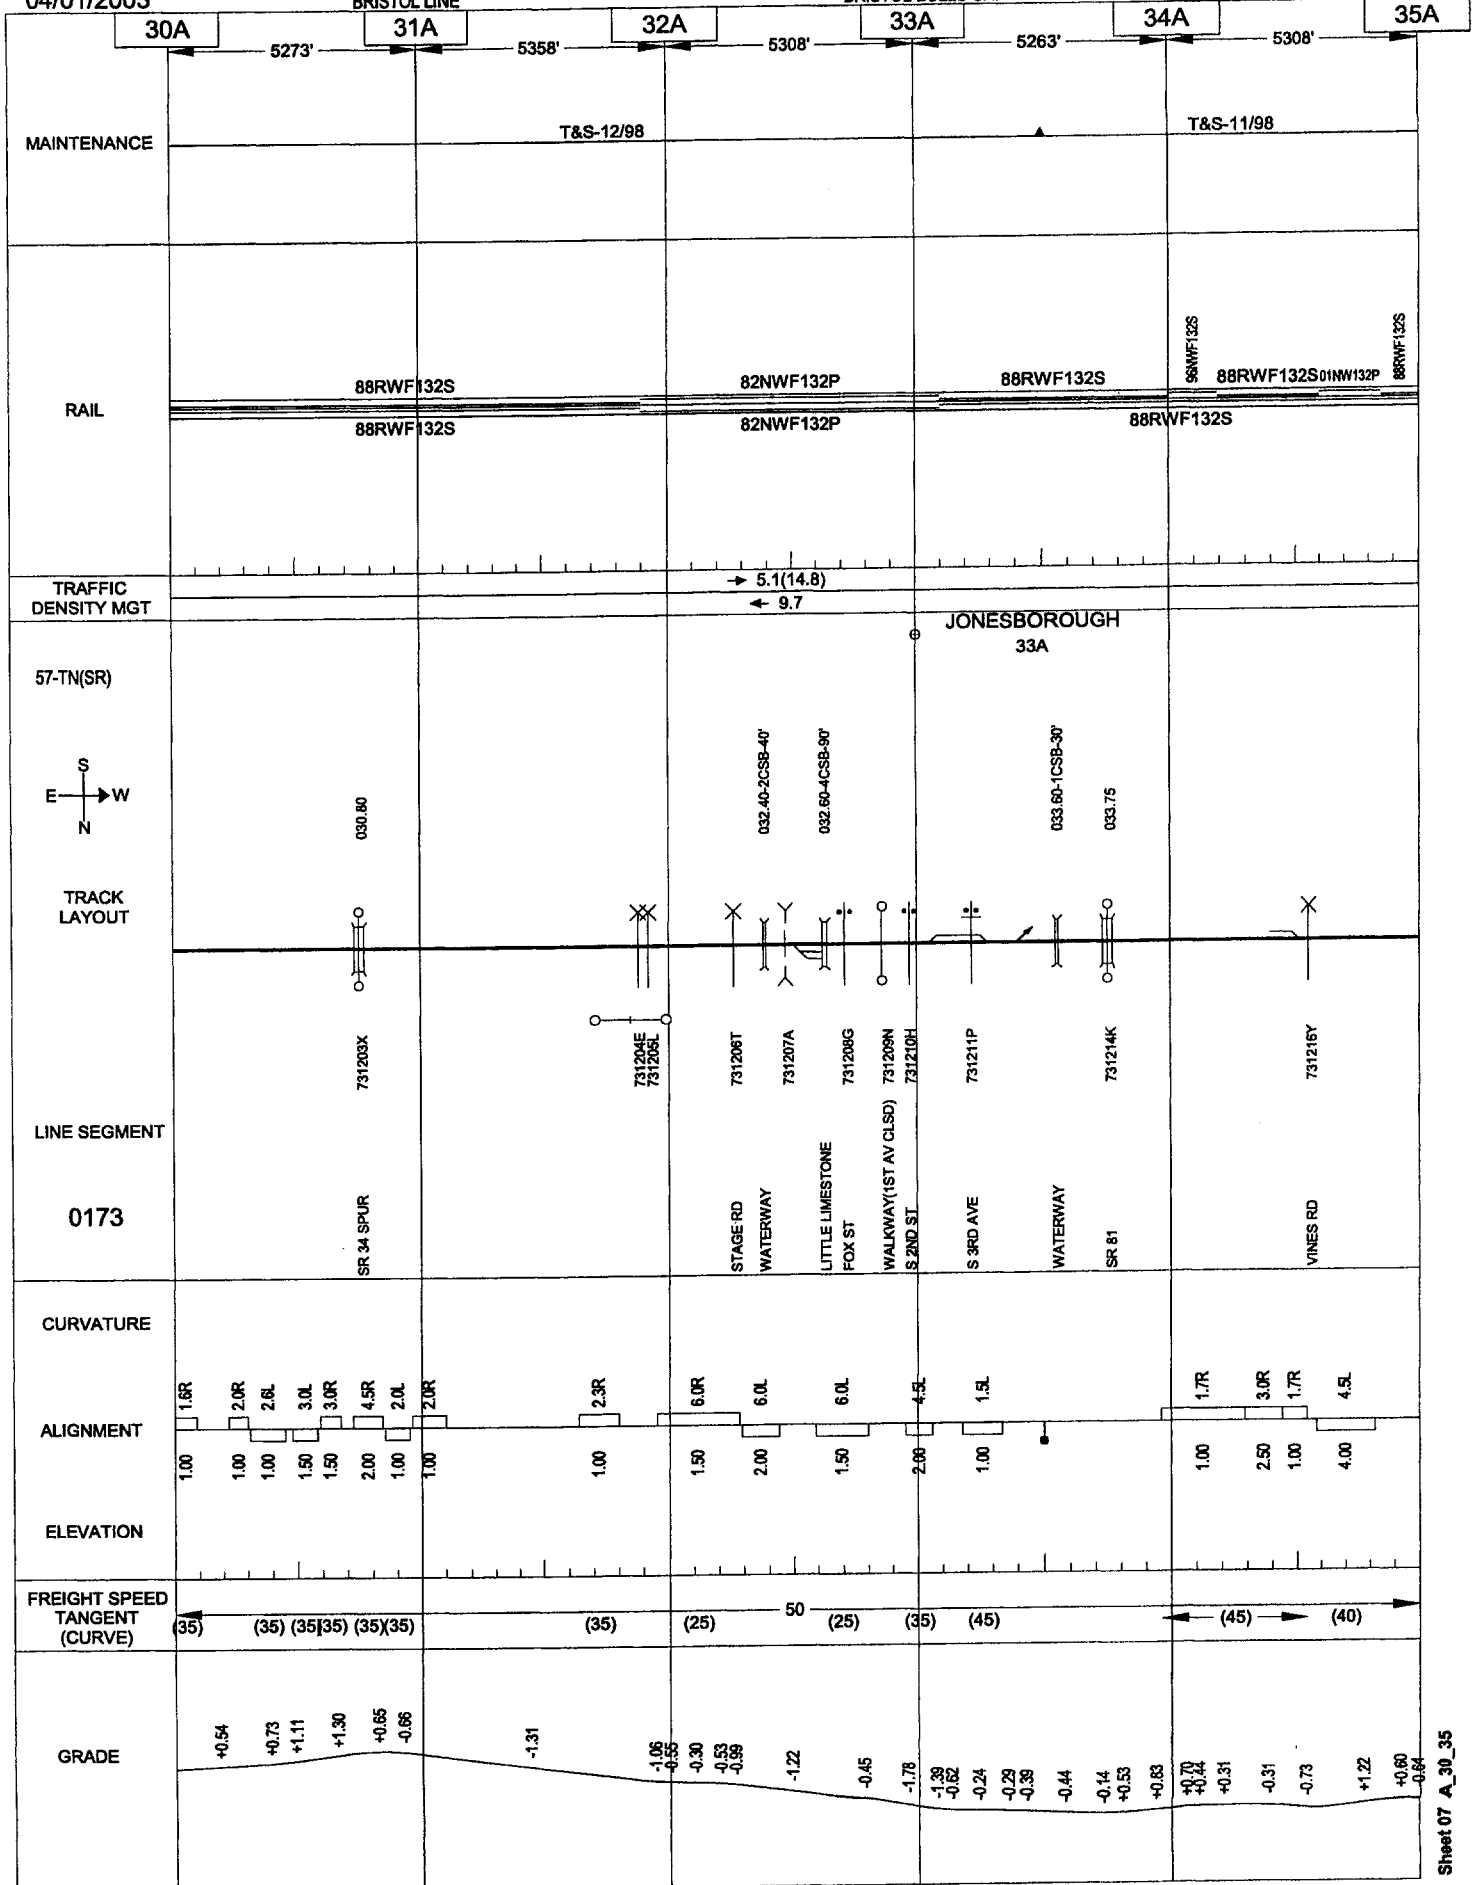 04/01/2003
BRISTOL LINE
30A 31A 32A 33A 34A 35A
5273' 5358' 5308' 5263' 5308'
MAINTENANCE
T&S-12/98
T&S-11/98
RAIL
88RWF132S
82NWF132P
88RWF132S
96NWF132S
88RWF132S
01NW132P
88RWF132S
88RWF132S
82NWF132P
88RWF132S
TRAFFIC
DENSITY MGT
5.1(14.8)
9.7
JONESBOROUGH
33A
57-TN(SR)
S
E W
N
030.80
032.40-2CSB-40'
032.60-4CSB-90'
033.60-1CSB-30'
033.75
TRACK
LAYOUT
731203X
731204E
731205L
731206T
731207A
731208G
731209N
731210H
731211P
731214K
731216Y
LINE SEGMENT
0173
SR 34 SPUR
STAGE RD
WATERWAY
LITTLE LIMESTONE
FOX ST
WALKWAY(1ST AV CLSD)
S 2ND ST
S 3RD AVE
WATERWAY
SR 81
VINES RD
CURVATURE
1.6R 2.0R 2.6L 3.0L 3.0R 4.5R 2.0L 2.0R 2.3R 6.0R 6.0L 6.0L 4.5L 1.5L 1.7R 3.0R 1.7R 4.5L
ALIGNMENT
1.00 1.00 1.00 1.50 1.50 2.00 1.00 1.00 1.00 1.50 2.00 1.50 2.00 1.00 1.00 2.50 1.00 4.00
ELEVATION
FREIGHT SPEED
TANGENT
(CURVE)
50
(35) (35) (35) (35) (35) (35) (35) (25) (25) (35) (45) (45) (40)
GRADE
+0.54 +0.73 +1.11 +1.30 +0.65 -0.66 -1.31 -1.06 -0.55 -0.30 -0.53 -0.99 -1.22 -0.45 -1.78 -1.39 -0.62 -0.24 -0.29 -0.39 -0.44 -0.14 +0.53 +0.83 +0.70 +0.44 +0.31 -0.31 -0.73 +1.22 +0.60 -0.64
Sheet 07 A_30_35